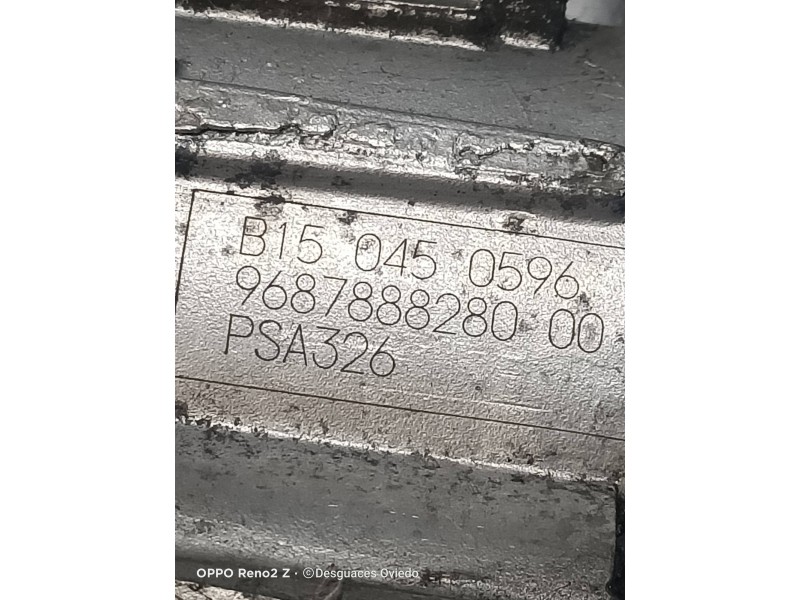 B15 045 0596
9687888280 00
PSA326
OPPO Reno2 Z · ©Desguaces Oviedo